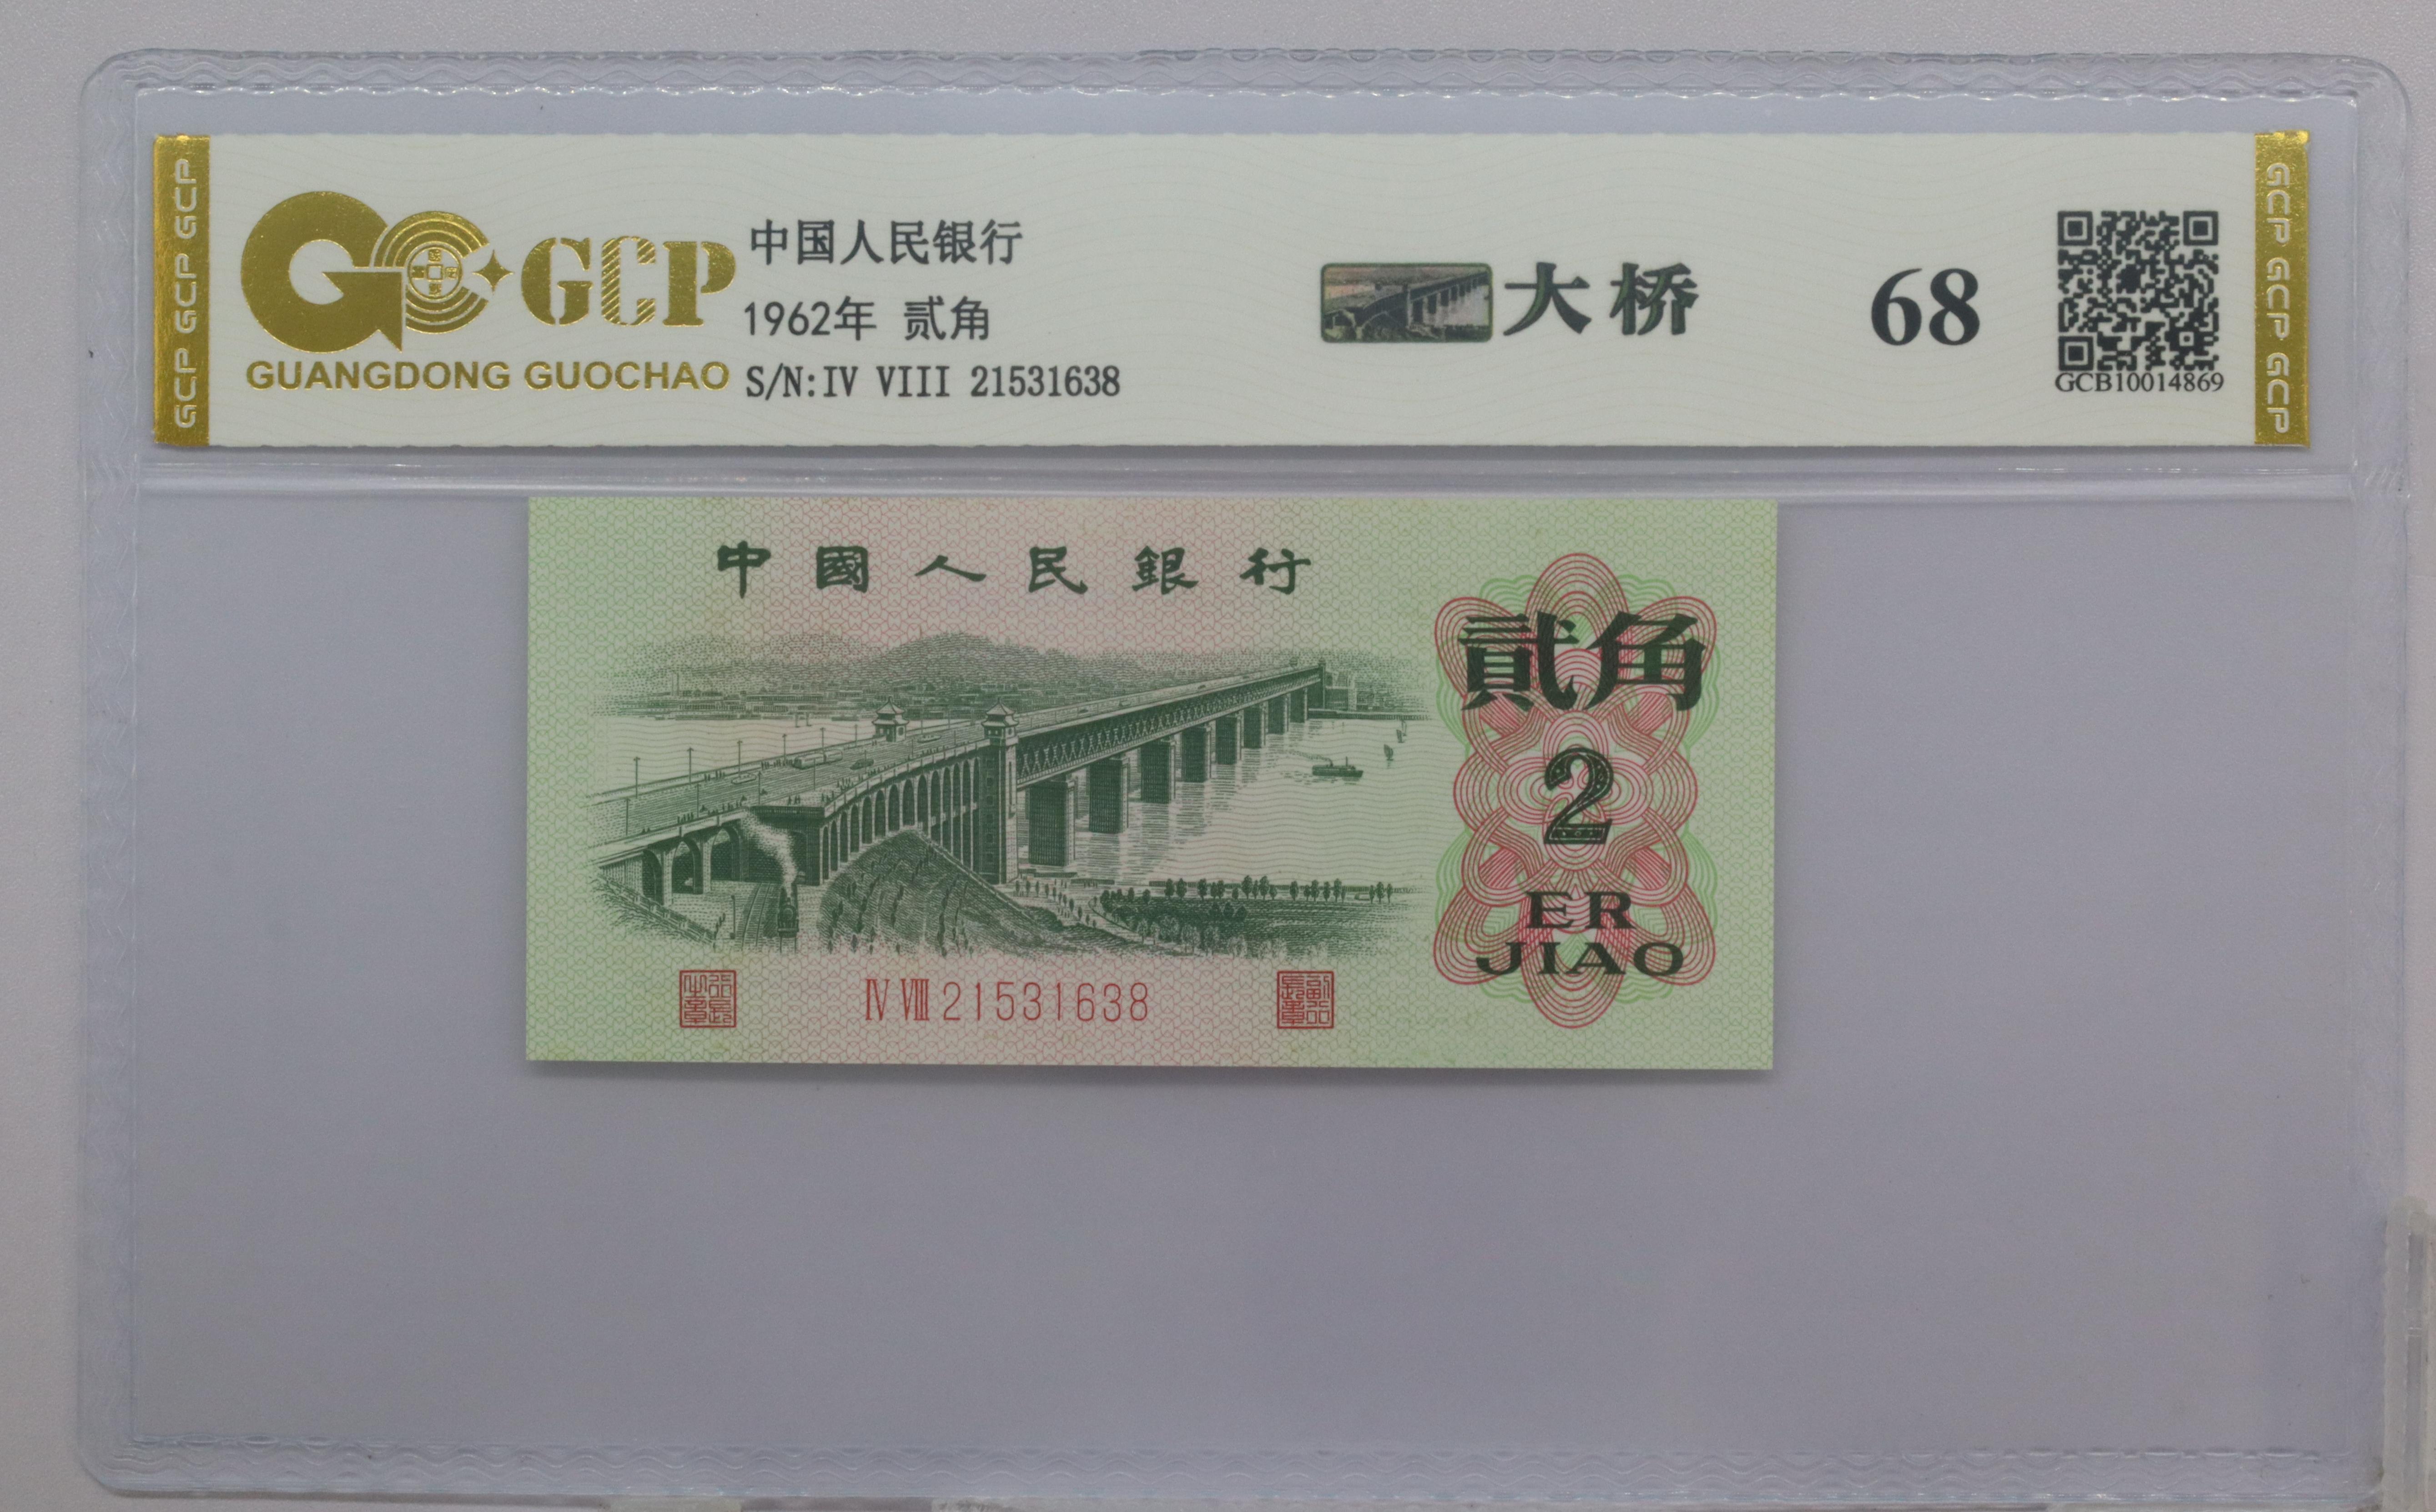 GCP GCP GCP
GCP
GUANGDONG GUOCHAO
中国人民银行
1962年 贰角
S/N:IV VIII 21531638
大桥
68
GCB10014869
GCP GCP GCP
中國人民銀行
貳角
2
ER
JIAO
Ⅳ Ⅷ 21531638